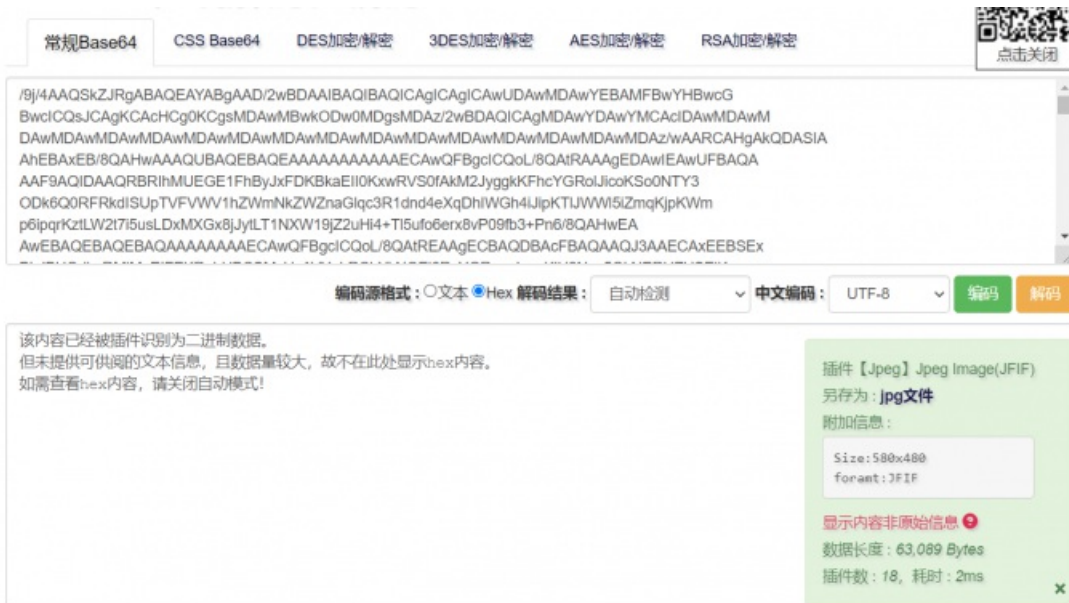 常规Base64 CSS Base64 DES加密/解密 3DES加密/解密 AES加密/解密 RSA加密/解密
点击关闭
/9j/4AAQSkZJRgABAQEAYABgAAD/2wBDAAIBAQIBAQICAgICAgICAwUDAwMDAwYEBAMFBwYHBwcG
BwcICQsJCAgKCAcHCg0KCgsMDAwMBwkODw0MDgsMDAz/2wBDAQICAgMDAwYDAwYMCAcIDAwMDAwM
DAwMDAwMDAwMDAwMDAwMDAwMDAwMDAwMDAwMDAwMDAwMDAwMDAwMDAwMDAz/wAARCAHgAkQDASIA
AhEBAxEB/8QAHwAAAQUBAQEBAQEAAAAAAAAAAAECAwQFBgcICQoL/8QAtRAAAgEDAwIEAwUFBAQA
AAF9AQIDAAQRBRIhMUEGE1FhByJxFDKBkaEII0KxwRVS0fAkM2JyggkKFhcYGRolJicoKSo0NTY3
ODk6Q0RFRkdISUpTVFVWV1hZWmNkZWZnaGlqc3R1dnd4eXqDhIWGh4iJipKTlJWWl5iZmqKjpKWm
p6ipqrKztLW2t7i5usLDxMXGx8jJytLT1NXW19jZ2uHi4+Tl5ufo6erx8vP09fb3+Pn6/8QAHwEA
AwEBAQEBAQEBAQAAAAAAAAECAwQFBgcICQoL/8QAtREAAgECBAQDBAcFBAQAAQJ3AAECAxEEBSEx
编码源格式：文本 Hex 解码结果： 自动检测 中文编码： UTF-8 编码 解码
该内容已经被插件识别为二进制数据。
但未提供可供阅的文本信息，且数据量较大，故不在此处显示hex内容。
如需查看hex内容，请关闭自动模式！
插件【Jpeg】Jpeg Image(JFIF)
另存为：jpg文件
附加信息：
Size:580x480
foramt:JFIF
显示内容非原始信息
数据长度：63,089 Bytes
插件数：18，耗时：2ms